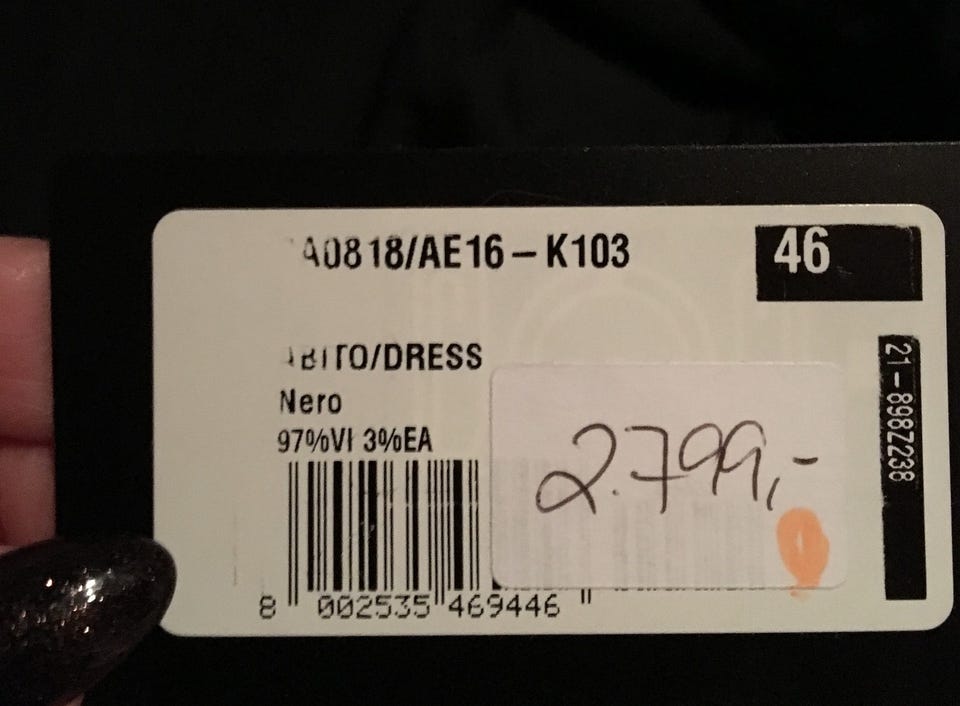 A0818/AE16 – K103
46
ABITO/DRESS
Nero
97%VI 3%EA
2.799,-
21-898Z238
8 002535 469446